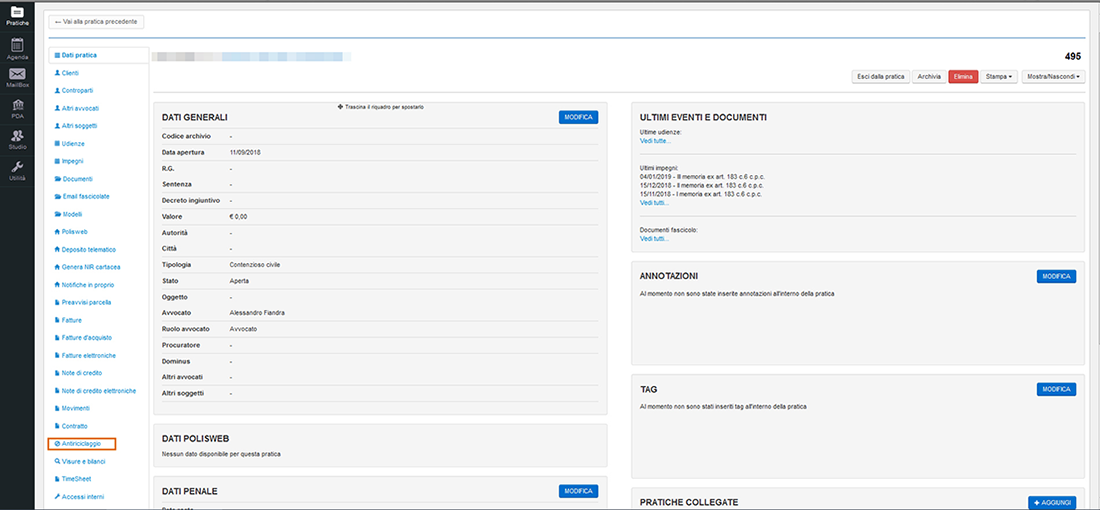 Pratiche
Agenda
MailBox
PDA
Studio
Utilità
← Vai alla pratica precedente
Dati pratica
Clienti
Controparti
Altri avvocati
Altri soggetti
Udienze
Impegni
Documenti
Email fascicolate
Modelli
Polisweb
Deposito telematico
Genera NIR cartacea
Notifiche in proprio
Preavvisi parcella
Fatture
Fatture d'acquisto
Fatture elettroniche
Note di credito
Note di credito elettroniche
Movimenti
Contratto
Antiriciclaggio
Visure e bilanci
TimeSheet
Accessi interni
495
Esci dalla pratica Archivia Elimina Stampa Mostra/Nascondi
Trascina il riquadro per spostarlo
DATI GENERALI MODIFICA
Codice archivio -
Data apertura 11/09/2018
R.G. -
Sentenza -
Decreto ingiuntivo -
Valore € 0,00
Autorità -
Città -
Tipologia Contenzioso civile
Stato Aperta
Oggetto -
Avvocato Alessandro Fiandra
Ruolo avvocato Avvocato
Procuratore -
Dominus -
Altri avvocati -
Altri soggetti -
DATI POLISWEB
Nessun dato disponibile per questa pratica
DATI PENALE MODIFICA
ULTIMI EVENTI E DOCUMENTI
Ultime udienze:
Vedi tutte...
Ultimi impegni:
04/01/2019 - III memoria ex art. 183 c.6 c.p.c.
15/12/2018 - II memoria ex art. 183 c.6 c.p.c.
15/11/2018 - I memoria ex art. 183 c.6 c.p.c.
Vedi tutti...
Documenti fascicolo:
Vedi tutti...
ANNOTAZIONI MODIFICA
Al momento non sono state inserite annotazioni all'interno della pratica
TAG MODIFICA
Al momento non sono stati inseriti tag all'interno della pratica
PRATICHE COLLEGATE + AGGIUNGI